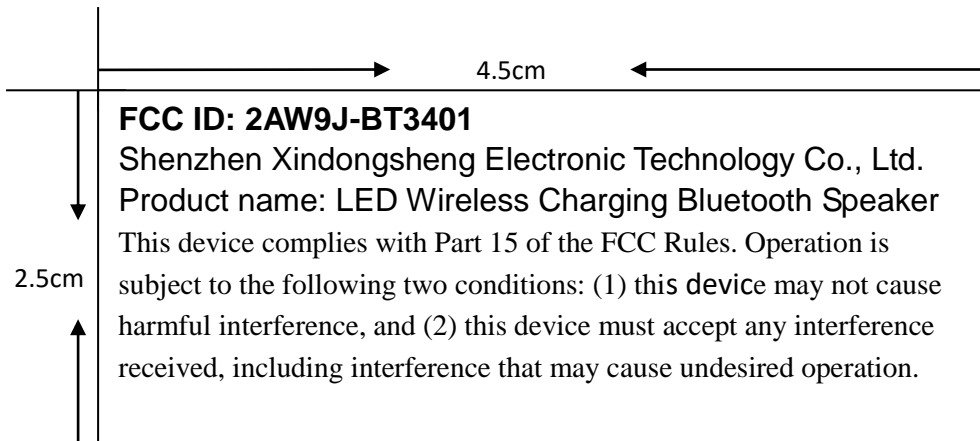 4.5cm
FCC ID: 2AW9J-BT3401
Shenzhen Xindongsheng Electronic Technology Co., Ltd.
Product name: LED Wireless Charging Bluetooth Speaker
This device complies with Part 15 of the FCC Rules. Operation is
2.5cm
subject to the following two conditions: (1) this device may not cause
harmful interference, and (2) this device must accept any interference
received, including interference that may cause undesired operation.